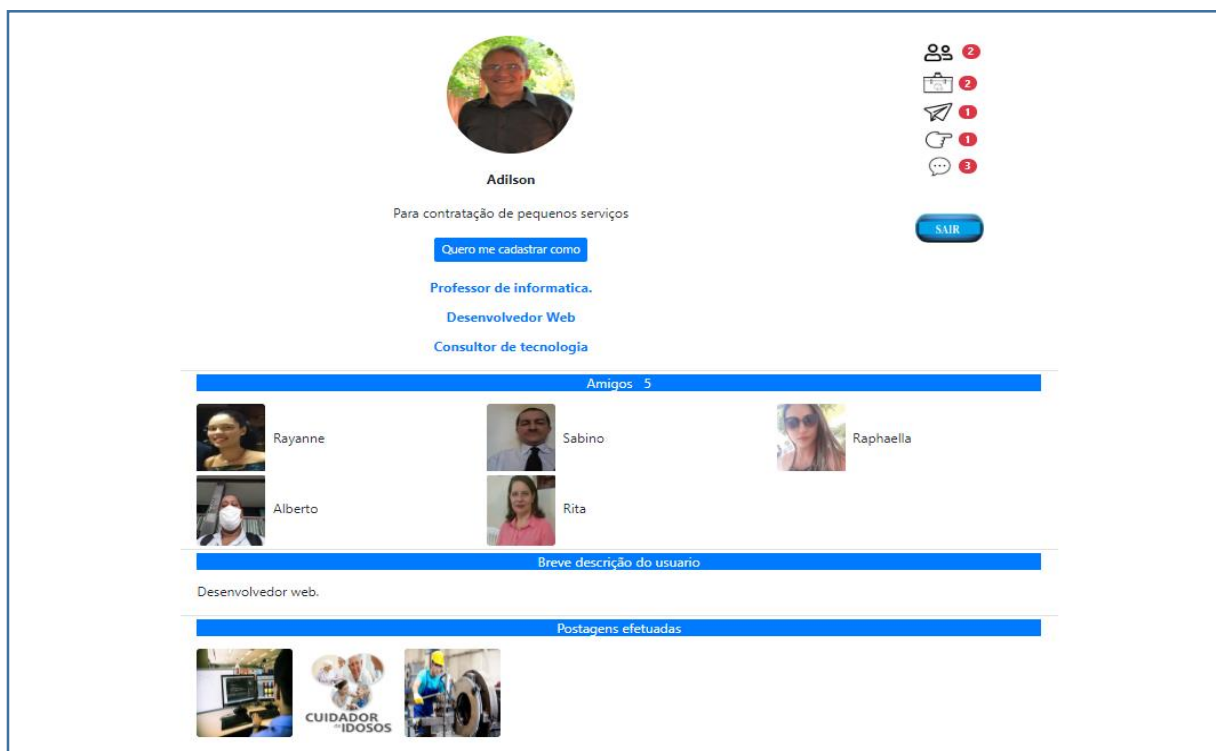 2
2
1
1
3
Adilson
Para contratação de pequenos serviços
SAIR
Quero me cadastrar como
Professor de informatica.
Desenvolvedor Web
Consultor de tecnologia
Amigos 5
Rayanne
Sabino
Raphaella
Alberto
Rita
Breve descrição do usuario
Desenvolvedor web.
Postagens efetuadas
CUIDADOR
de IDOSOS